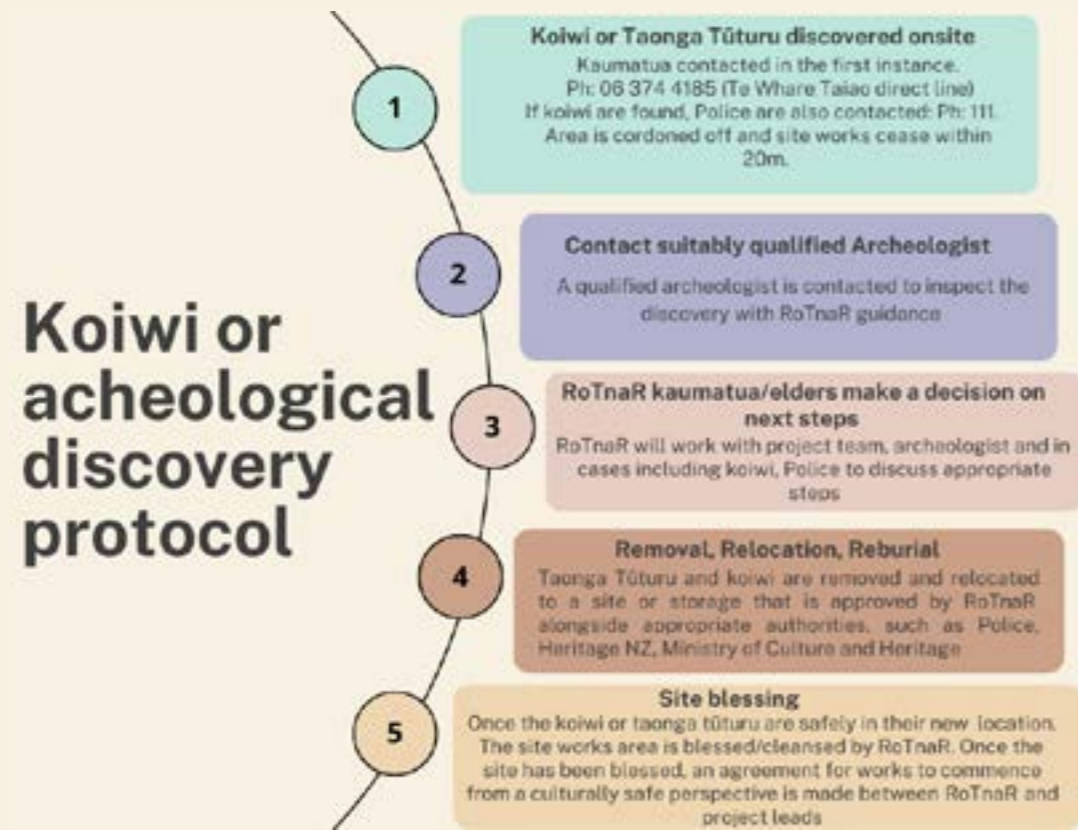 Koiwi or
acheological
discovery
protocol
1
Koiwi or Taonga Tūturu discovered onsite
Kaumatua contacted in the first instance.
Ph: 06 374 4185 (Te Whare Taiao direct line)
If koiwi are found, Police are also contacted: Ph: 111.
Area is cordoned off and site works cease within
20m.
2
Contact suitably qualified Archeologist
A qualified archeologist is contacted to inspect the
discovery with RoTnaR guidance
3
RoTnaR kaumatua/elders make a decision on
next steps
RoTnaR will work with project team, archeologist and in
cases including koiwi, Police to discuss appropriate
steps
4
Removal, Relocation, Reburial
Taonga Tūturu and koiwi are removed and relocated
to a site or storage that is approved by RoTnaR
alongside appropriate authorities, such as Police,
Heritage NZ, Ministry of Culture and Heritage
5
Site blessing
Once the koiwi or taonga tūturu are safely in their new location.
The site works area is blessed/cleansed by RoTnaR. Once the
site has been blessed, an agreement for works to commence
from a culturally safe perspective is made between RoTnaR and
project leads